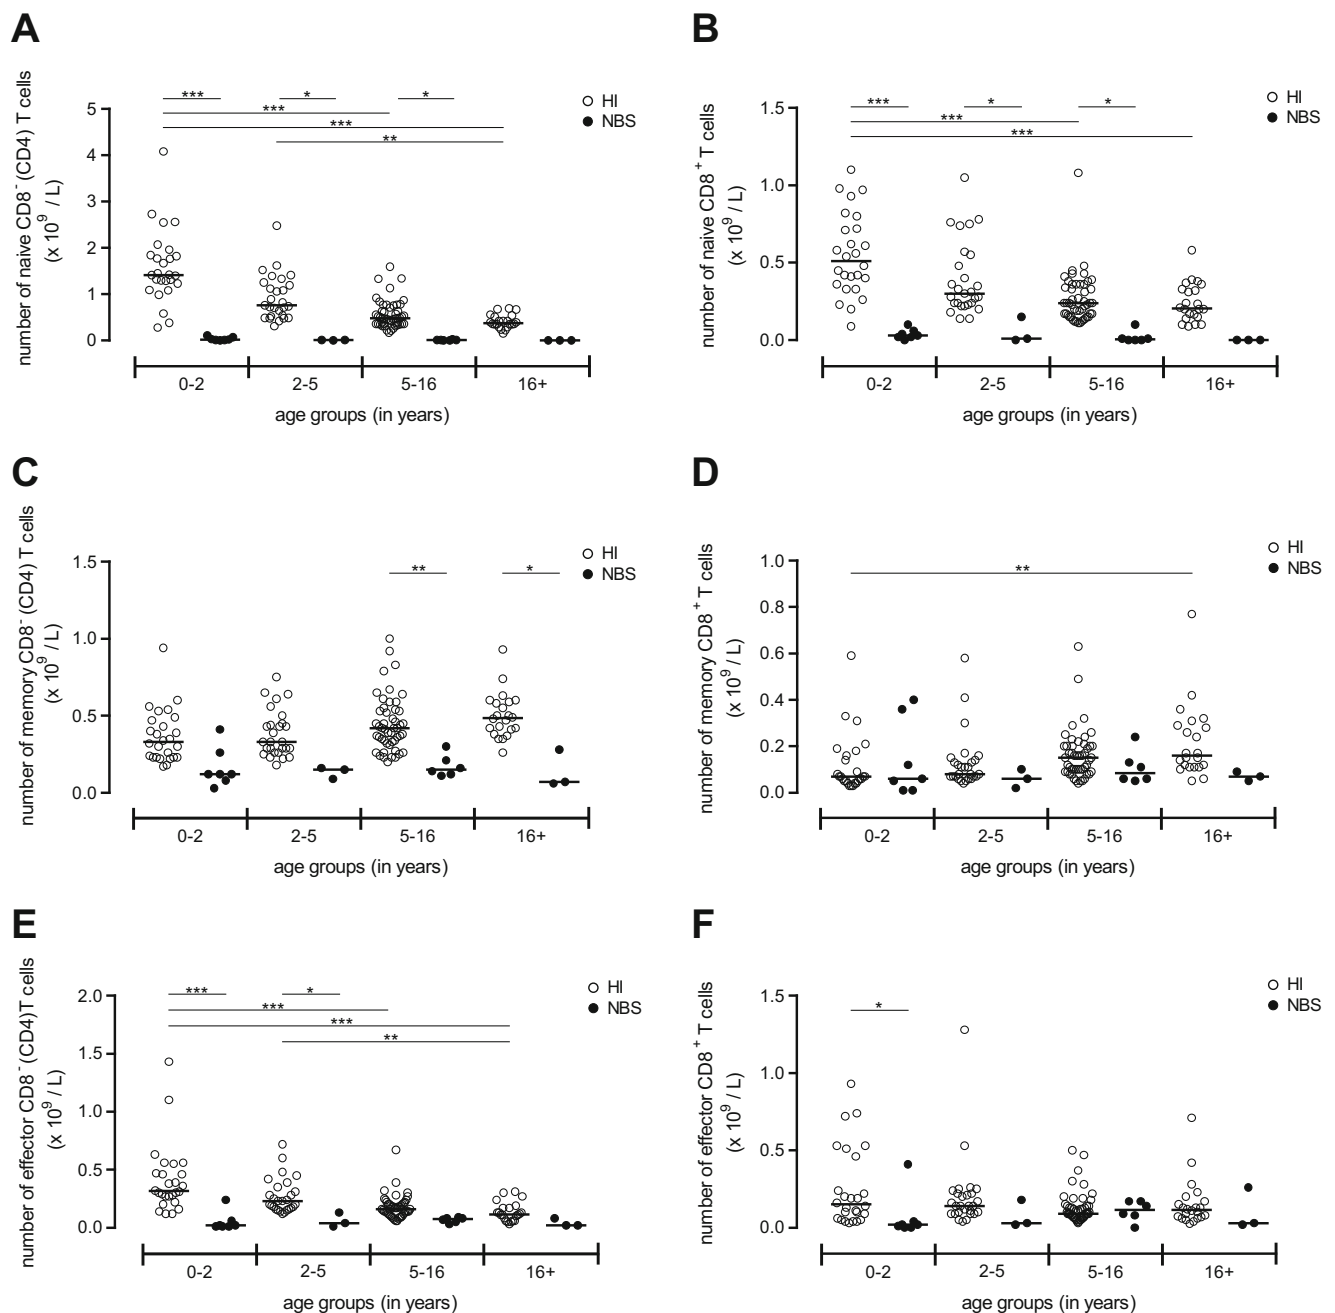 A
number of naive CD8⁻ (CD4) T cells
(x 10⁹ / L)
5
4
3
2
1
0
***
*
*
***
***
**
HI
NBS
0-2
2-5
5-16
16+
age groups (in years)
B
number of naive CD8⁺ T cells
(x 10⁹ / L)
1.5
1.0
0.5
0.0
***
*
*
***
***
HI
NBS
0-2
2-5
5-16
16+
age groups (in years)
C
number of memory CD8⁻ (CD4) T cells
(x 10⁹ / L)
1.5
1.0
0.5
0.0
**
*
HI
NBS
0-2
2-5
5-16
16+
age groups (in years)
D
number of memory CD8⁺ T cells
(x 10⁹ / L)
1.0
0.8
0.6
0.4
0.2
0.0
**
HI
NBS
0-2
2-5
5-16
16+
age groups (in years)
E
number of effector CD8⁻ (CD4) T cells
(x 10⁹ / L)
2.0
1.5
1.0
0.5
0.0
***
*
***
***
**
HI
NBS
0-2
2-5
5-16
16+
age groups (in years)
F
number of effector CD8⁺ T cells
(x 10⁹ / L)
1.5
1.0
0.5
0.0
*
HI
NBS
0-2
2-5
5-16
16+
age groups (in years)